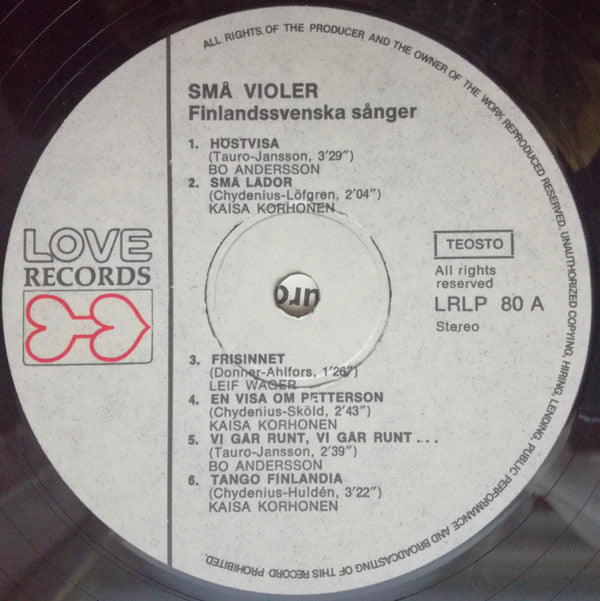 ALL RIGHTS OF THE PRODUCER AND THE OWNER OF THE WORK REPRODUCED RESERVED. UNAUTHORIZED COPYING, HIRING, LENDING, PUBLIC PERFORMANCE AND BROADCASTING OF THIS RECORD PROHIBITED.
SMÅ VIOLER
Finlandssvenska sånger
1. HÖSTVISA
(Tauro-Jansson, 3'29")
BO ANDERSSON
2. SMÅ LÅDOR
(Chydenius-Löfgren, 2'04")
KAISA KORHONEN
LOVE
RECORDS
TEOSTO
All rights
reserved
LRLP 80 A
Stereo
3. FRISINNET
(Donner-Ahlfors, 1'26")
LEIF WAGER
4. EN VISA OM PETTERSON
(Chydenius-Sköld, 2'43")
KAISA KORHONEN
5. VI GÅR RUNT, VI GÅR RUNT...
(Tauro-Jansson, 2'39")
BO ANDERSSON
6. TANGO FINLANDIA
(Chydenius-Huldén, 3'22")
KAISA KORHONEN